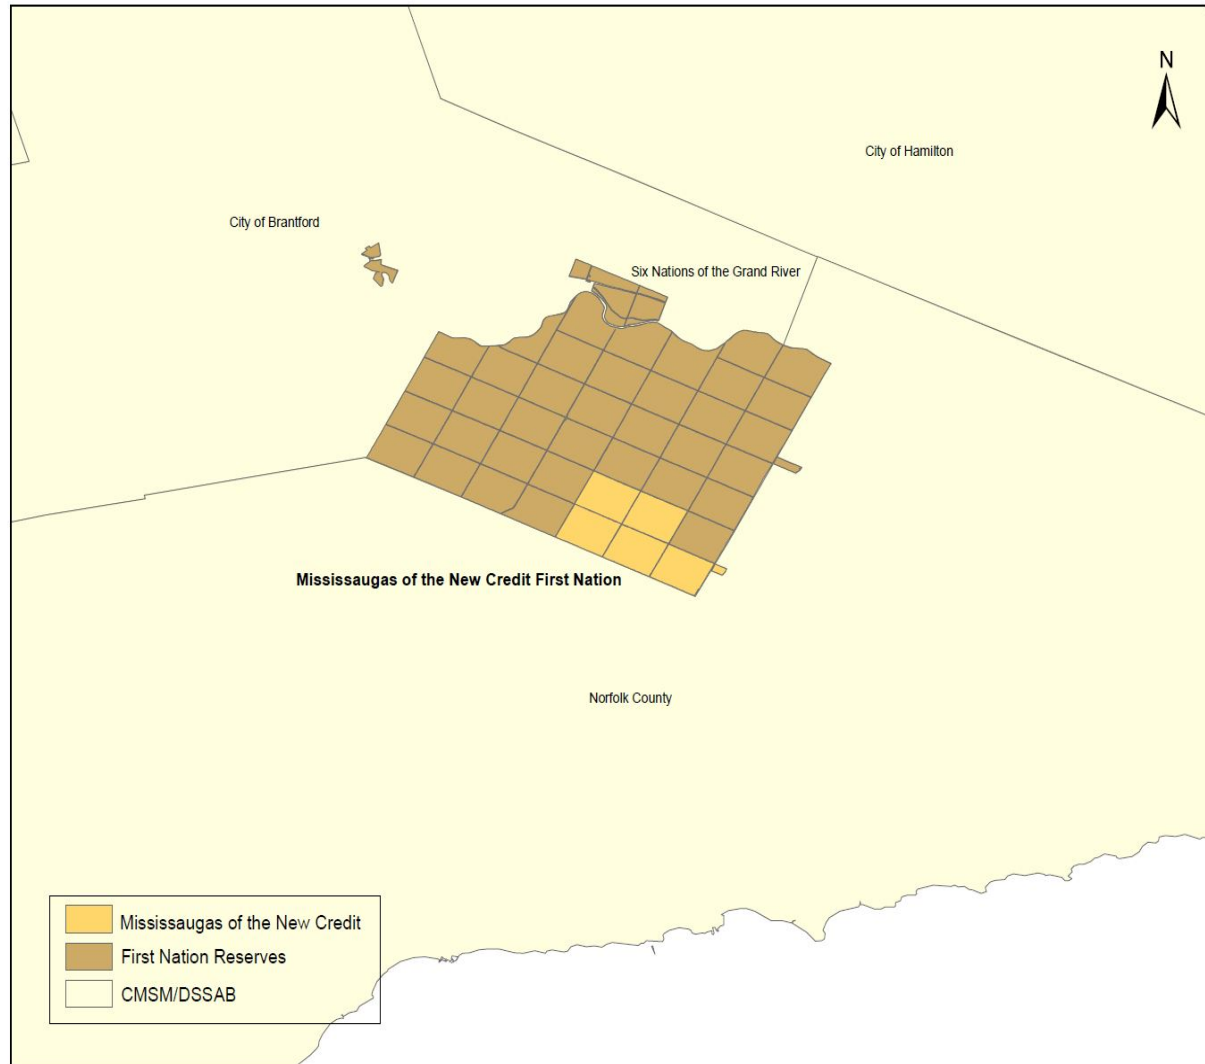 N
City of Hamilton
City of Brantford
Six Nations of the Grand River
Mississaugas of the New Credit First Nation
Norfolk County
Mississaugas of the New Credit
First Nation Reserves
CMSM/DSSAB